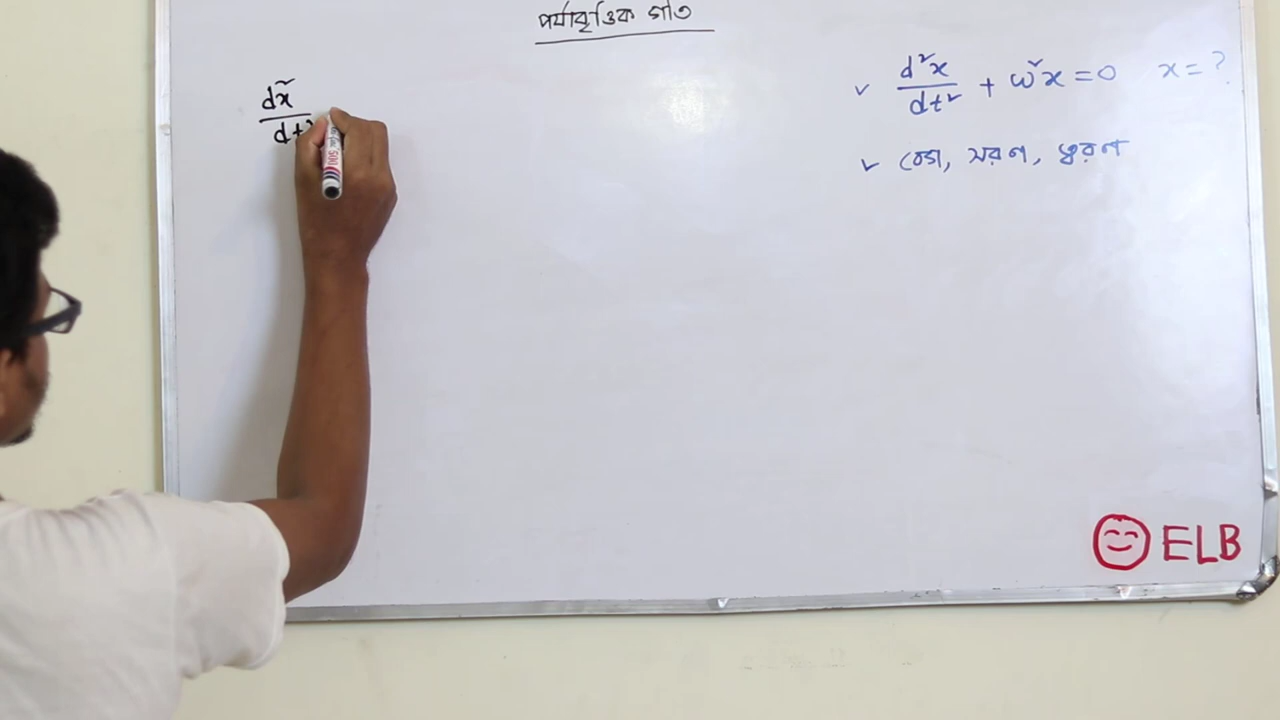 পর্যাবৃত্তিক গতি
d²x/dt²
✓ d²x/dt² + ω²x = 0 x = ?
✓ বেগ, সরণ, ত্বরণ
ELB